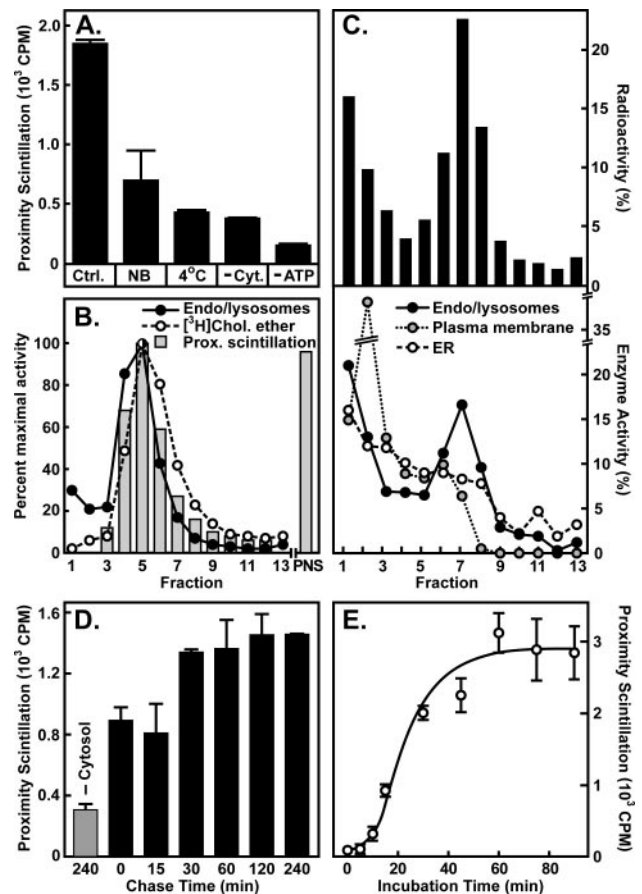 A.
Proximity Scintillation (10³ CPM)
2.0
1.5
1.0
0.5
0.0
Ctrl.
NB
4°C
–Cyt.
–ATP
C.
Radioactivity (%)
20
15
10
5
0
B.
Endo/lysosomes
[³H]Chol. ether
Prox. scintillation
Percent maximal activity
100
80
60
40
20
0
1 3 5 7 9 11 13 PNS
Fraction
Endo/lysosomes
Plasma membrane
ER
Enzyme Activity (%)
35
20
15
10
5
0
1 3 5 7 9 11 13
Fraction
D.
Proximity Scintillation (10³ CPM)
1.6
1.2
0.8
0.4
0.0
– Cytosol
240 0 15 30 60 120 240
Chase Time (min)
E.
Proximity Scintillation (10³ CPM)
3
2
1
0
0 20 40 60 80
Incubation Time (min)